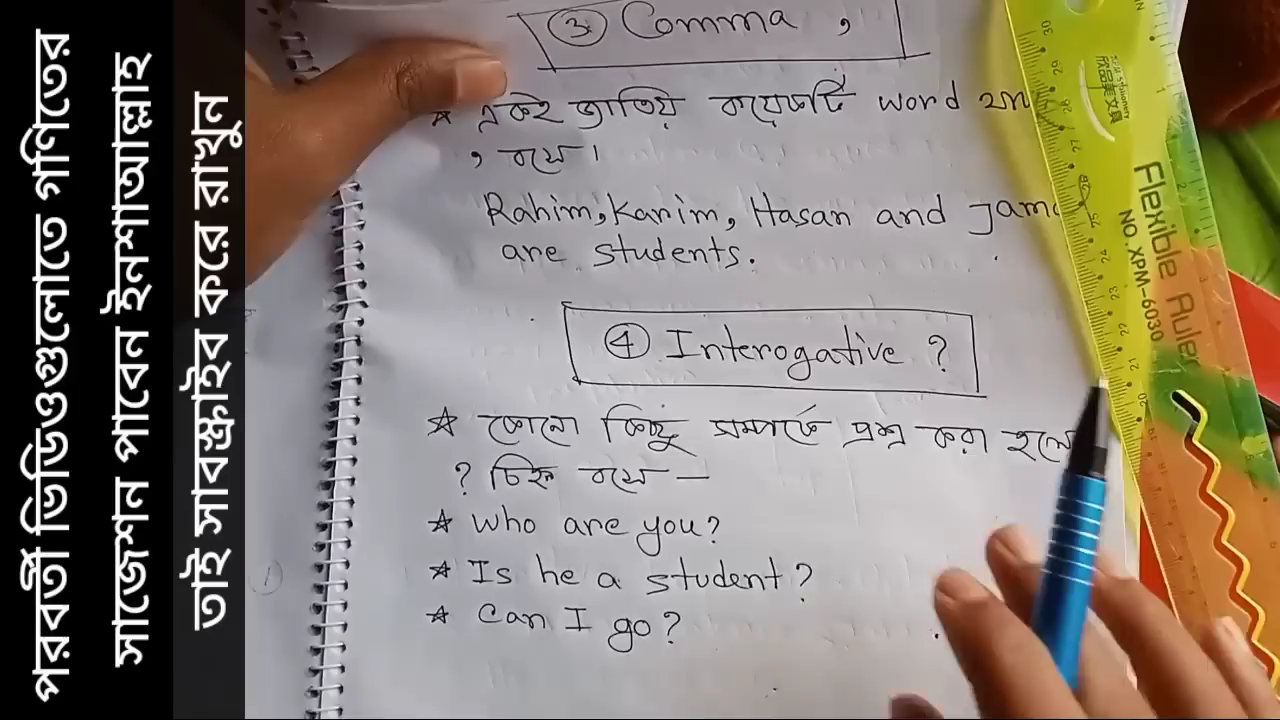 পরবর্তী ভিডিওগুলোতে গণিতের
সাজেশন পাবেন ইনশাআল্লাহ
তাই সাবস্ক্রাইব করে রাখুন
③ Comma ,
* একই জাতিয় কয়েকটি word
, বসে।
Rahim, Karim, Hasan and Jama
are students.
④ Interogative ?
* কোনো কিছু সম্পর্কে প্রশ্ন করা হলে
? চিহ্ন বসে —
* Who are you?
* Is he a student?
* Can I go?
Flexible Ruler
NO. XPM-6030